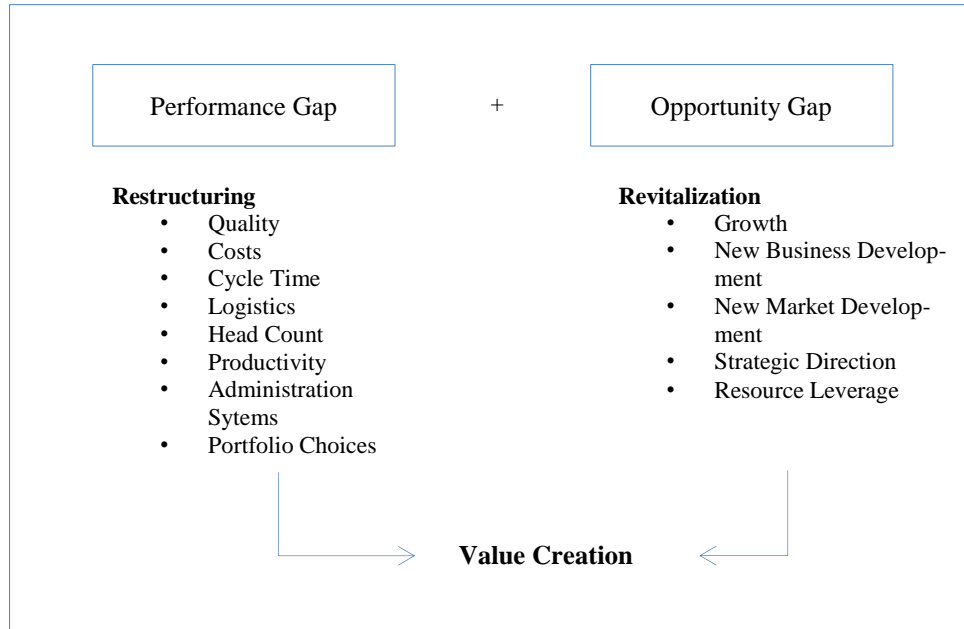 Performance Gap
+
Opportunity Gap
Restructuring
• Quality
• Costs
• Cycle Time
• Logistics
• Head Count
• Productivity
• Administration
Sytems
• Portfolio Choices
Revitalization
• Growth
• New Business Develop-
ment
• New Market Develop-
ment
• Strategic Direction
• Resource Leverage
Value Creation